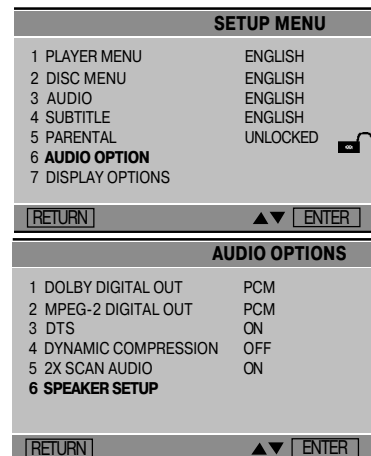 SETUP MENU
1 PLAYER MENU ENGLISH
2 DISC MENU ENGLISH
3 AUDIO ENGLISH
4 SUBTITLE ENGLISH
5 PARENTAL UNLOCKED
6 AUDIO OPTION
7 DISPLAY OPTIONS
RETURN ▲▼ ENTER
AUDIO OPTIONS
1 DOLBY DIGITAL OUT PCM
2 MPEG-2 DIGITAL OUT PCM
3 DTS ON
4 DYNAMIC COMPRESSION OFF
5 2X SCAN AUDIO ON
6 SPEAKER SETUP
RETURN ▲▼ ENTER